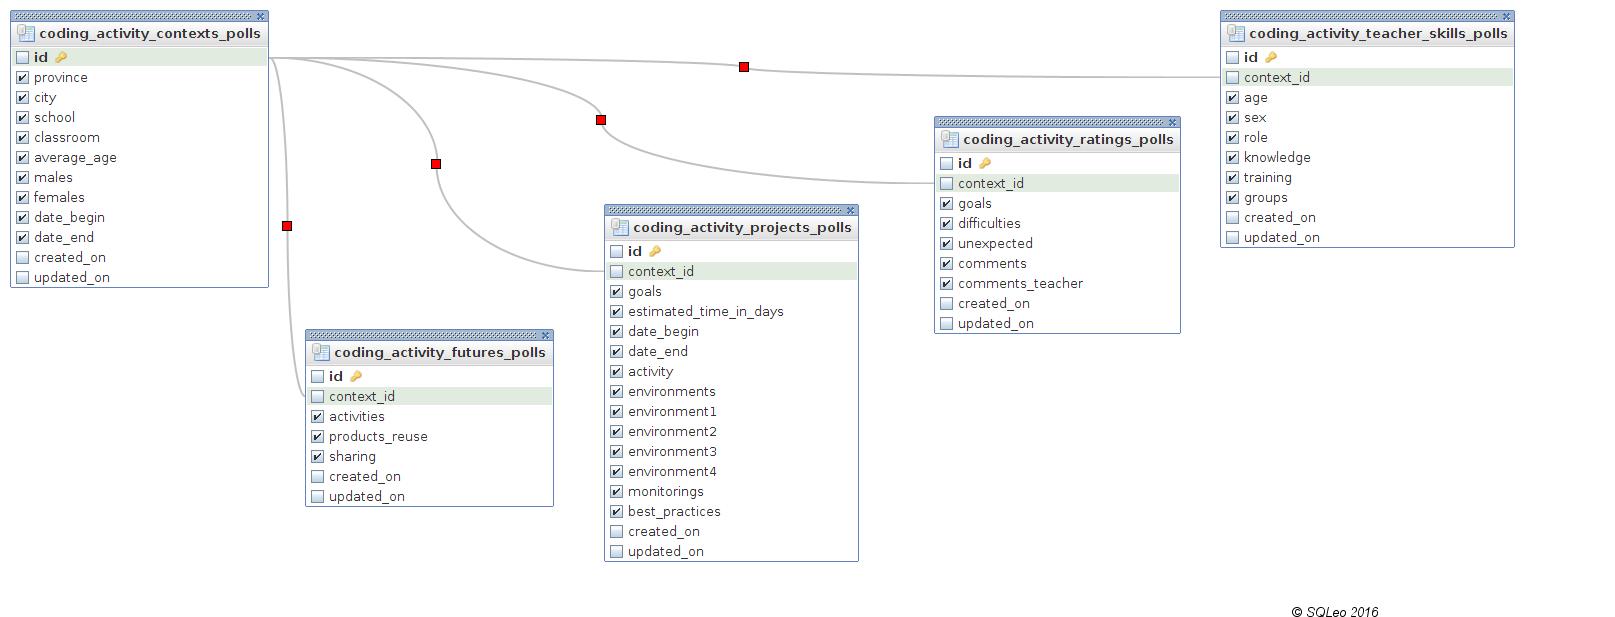 coding_activity_contexts_polls
id
province
city
school
classroom
average_age
males
females
date_begin
date_end
created_on
updated_on
coding_activity_futures_polls
id
context_id
activities
products_reuse
sharing
created_on
updated_on
coding_activity_projects_polls
id
context_id
goals
estimated_time_in_days
date_begin
date_end
activity
environments
environment1
environment2
environment3
environment4
monitorings
best_practices
created_on
updated_on
coding_activity_ratings_polls
id
context_id
goals
difficulties
unexpected
comments
comments_teacher
created_on
updated_on
coding_activity_teacher_skills_polls
id
context_id
age
sex
role
knowledge
training
groups
created_on
updated_on
© SQLeo 2016